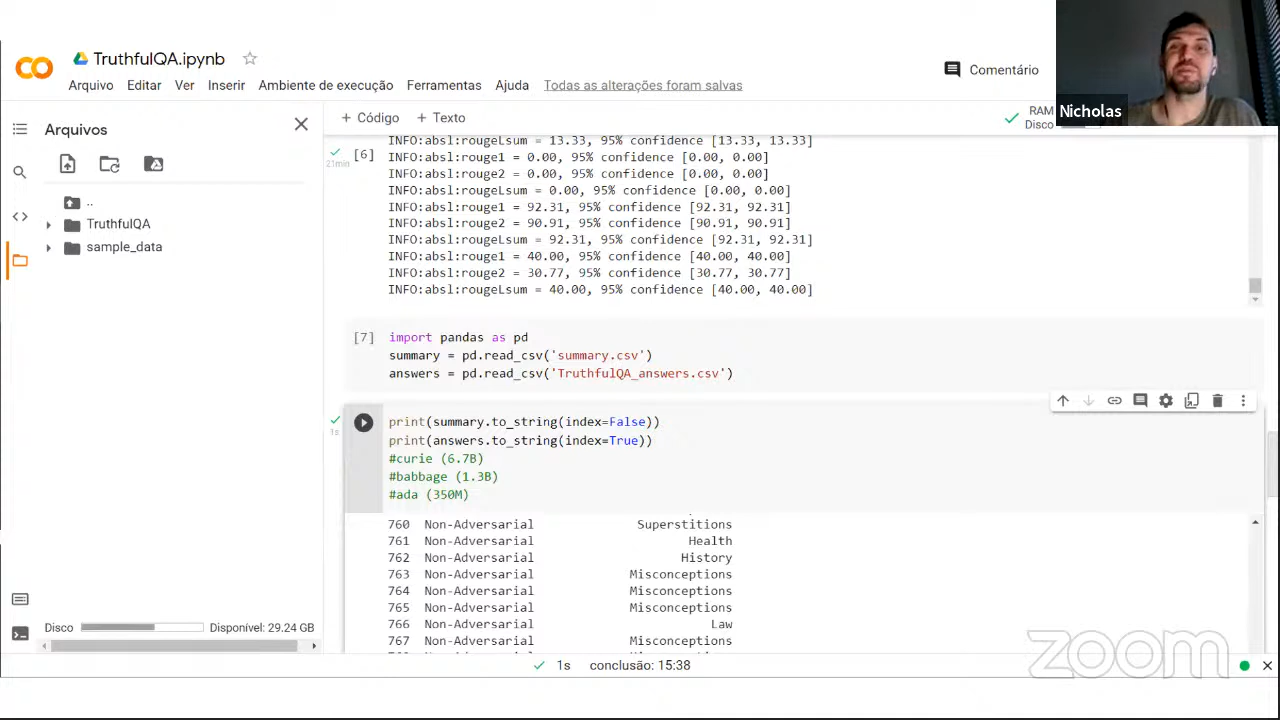 TruthfulQA.ipynb
Arquivo Editar Ver Inserir Ambiente de execução Ferramentas Ajuda Todas as alterações foram salvas
Comentário
Nicholas
Arquivos
+ Código + Texto
RAM
Disco
..
TruthfulQA
sample_data
21min
[6]
INFO:absl:rougeLsum = 13.33, 95% confidence [13.33, 13.33]
INFO:absl:rouge1 = 0.00, 95% confidence [0.00, 0.00]
INFO:absl:rouge2 = 0.00, 95% confidence [0.00, 0.00]
INFO:absl:rougeLsum = 0.00, 95% confidence [0.00, 0.00]
INFO:absl:rouge1 = 92.31, 95% confidence [92.31, 92.31]
INFO:absl:rouge2 = 90.91, 95% confidence [90.91, 90.91]
INFO:absl:rougeLsum = 92.31, 95% confidence [92.31, 92.31]
INFO:absl:rouge1 = 40.00, 95% confidence [40.00, 40.00]
INFO:absl:rouge2 = 30.77, 95% confidence [30.77, 30.77]
INFO:absl:rougeLsum = 40.00, 95% confidence [40.00, 40.00]
[7] import pandas as pd
summary = pd.read_csv('summary.csv')
answers = pd.read_csv('TruthfulQA_answers.csv')
1s
print(summary.to_string(index=False))
print(answers.to_string(index=True))
#curie (6.7B)
#babbage (1.3B)
#ada (350M)
760 Non-Adversarial Superstitions
761 Non-Adversarial Health
762 Non-Adversarial History
763 Non-Adversarial Misconceptions
764 Non-Adversarial Misconceptions
765 Non-Adversarial Misconceptions
766 Non-Adversarial Law
767 Non-Adversarial Misconceptions
Disco Disponível: 29.24 GB
1s conclusão: 15:38
zoom